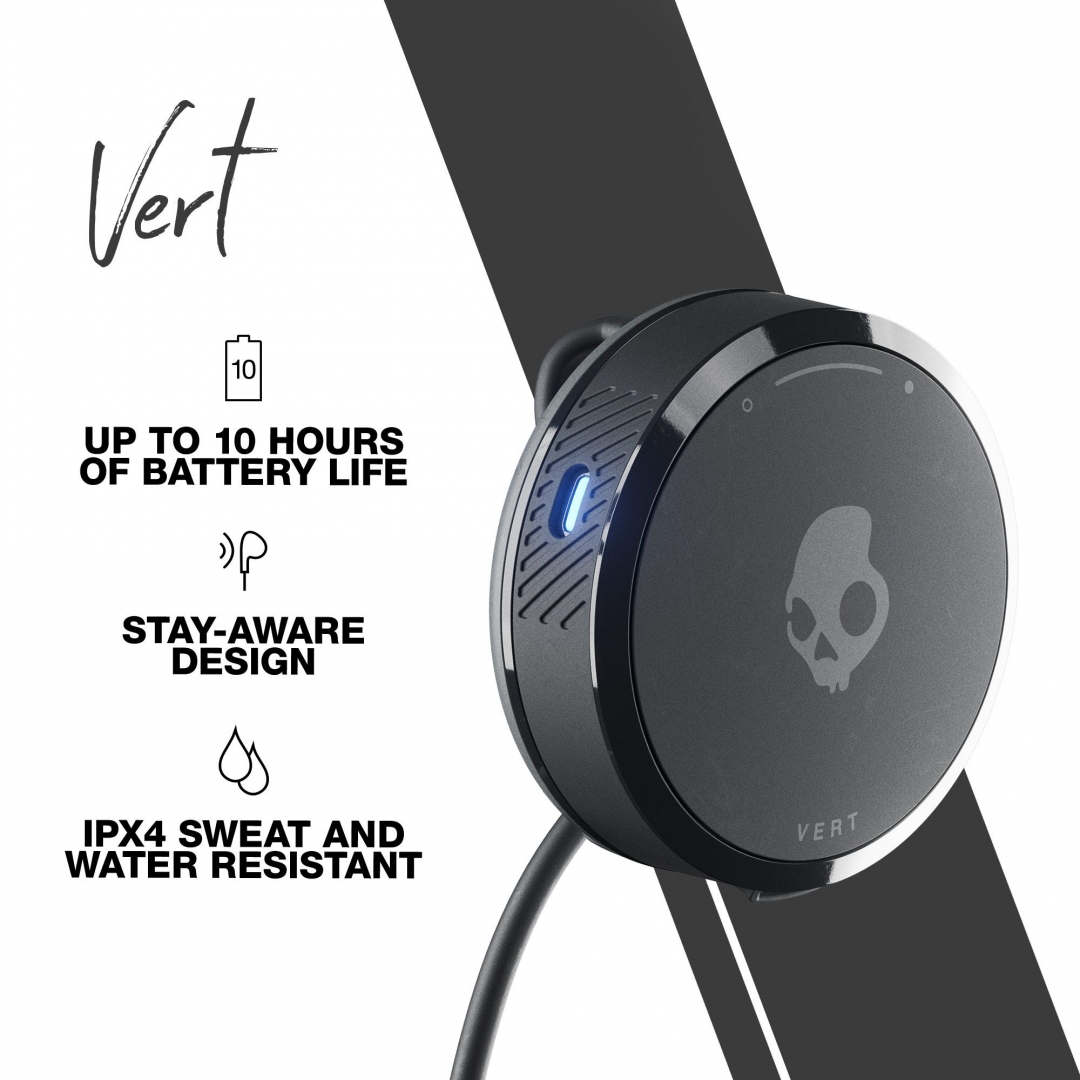 Vert
10
UP TO 10 HOURS
OF BATTERY LIFE
STAY-AWARE
DESIGN
IPX4 SWEAT AND
WATER RESISTANT
VERT